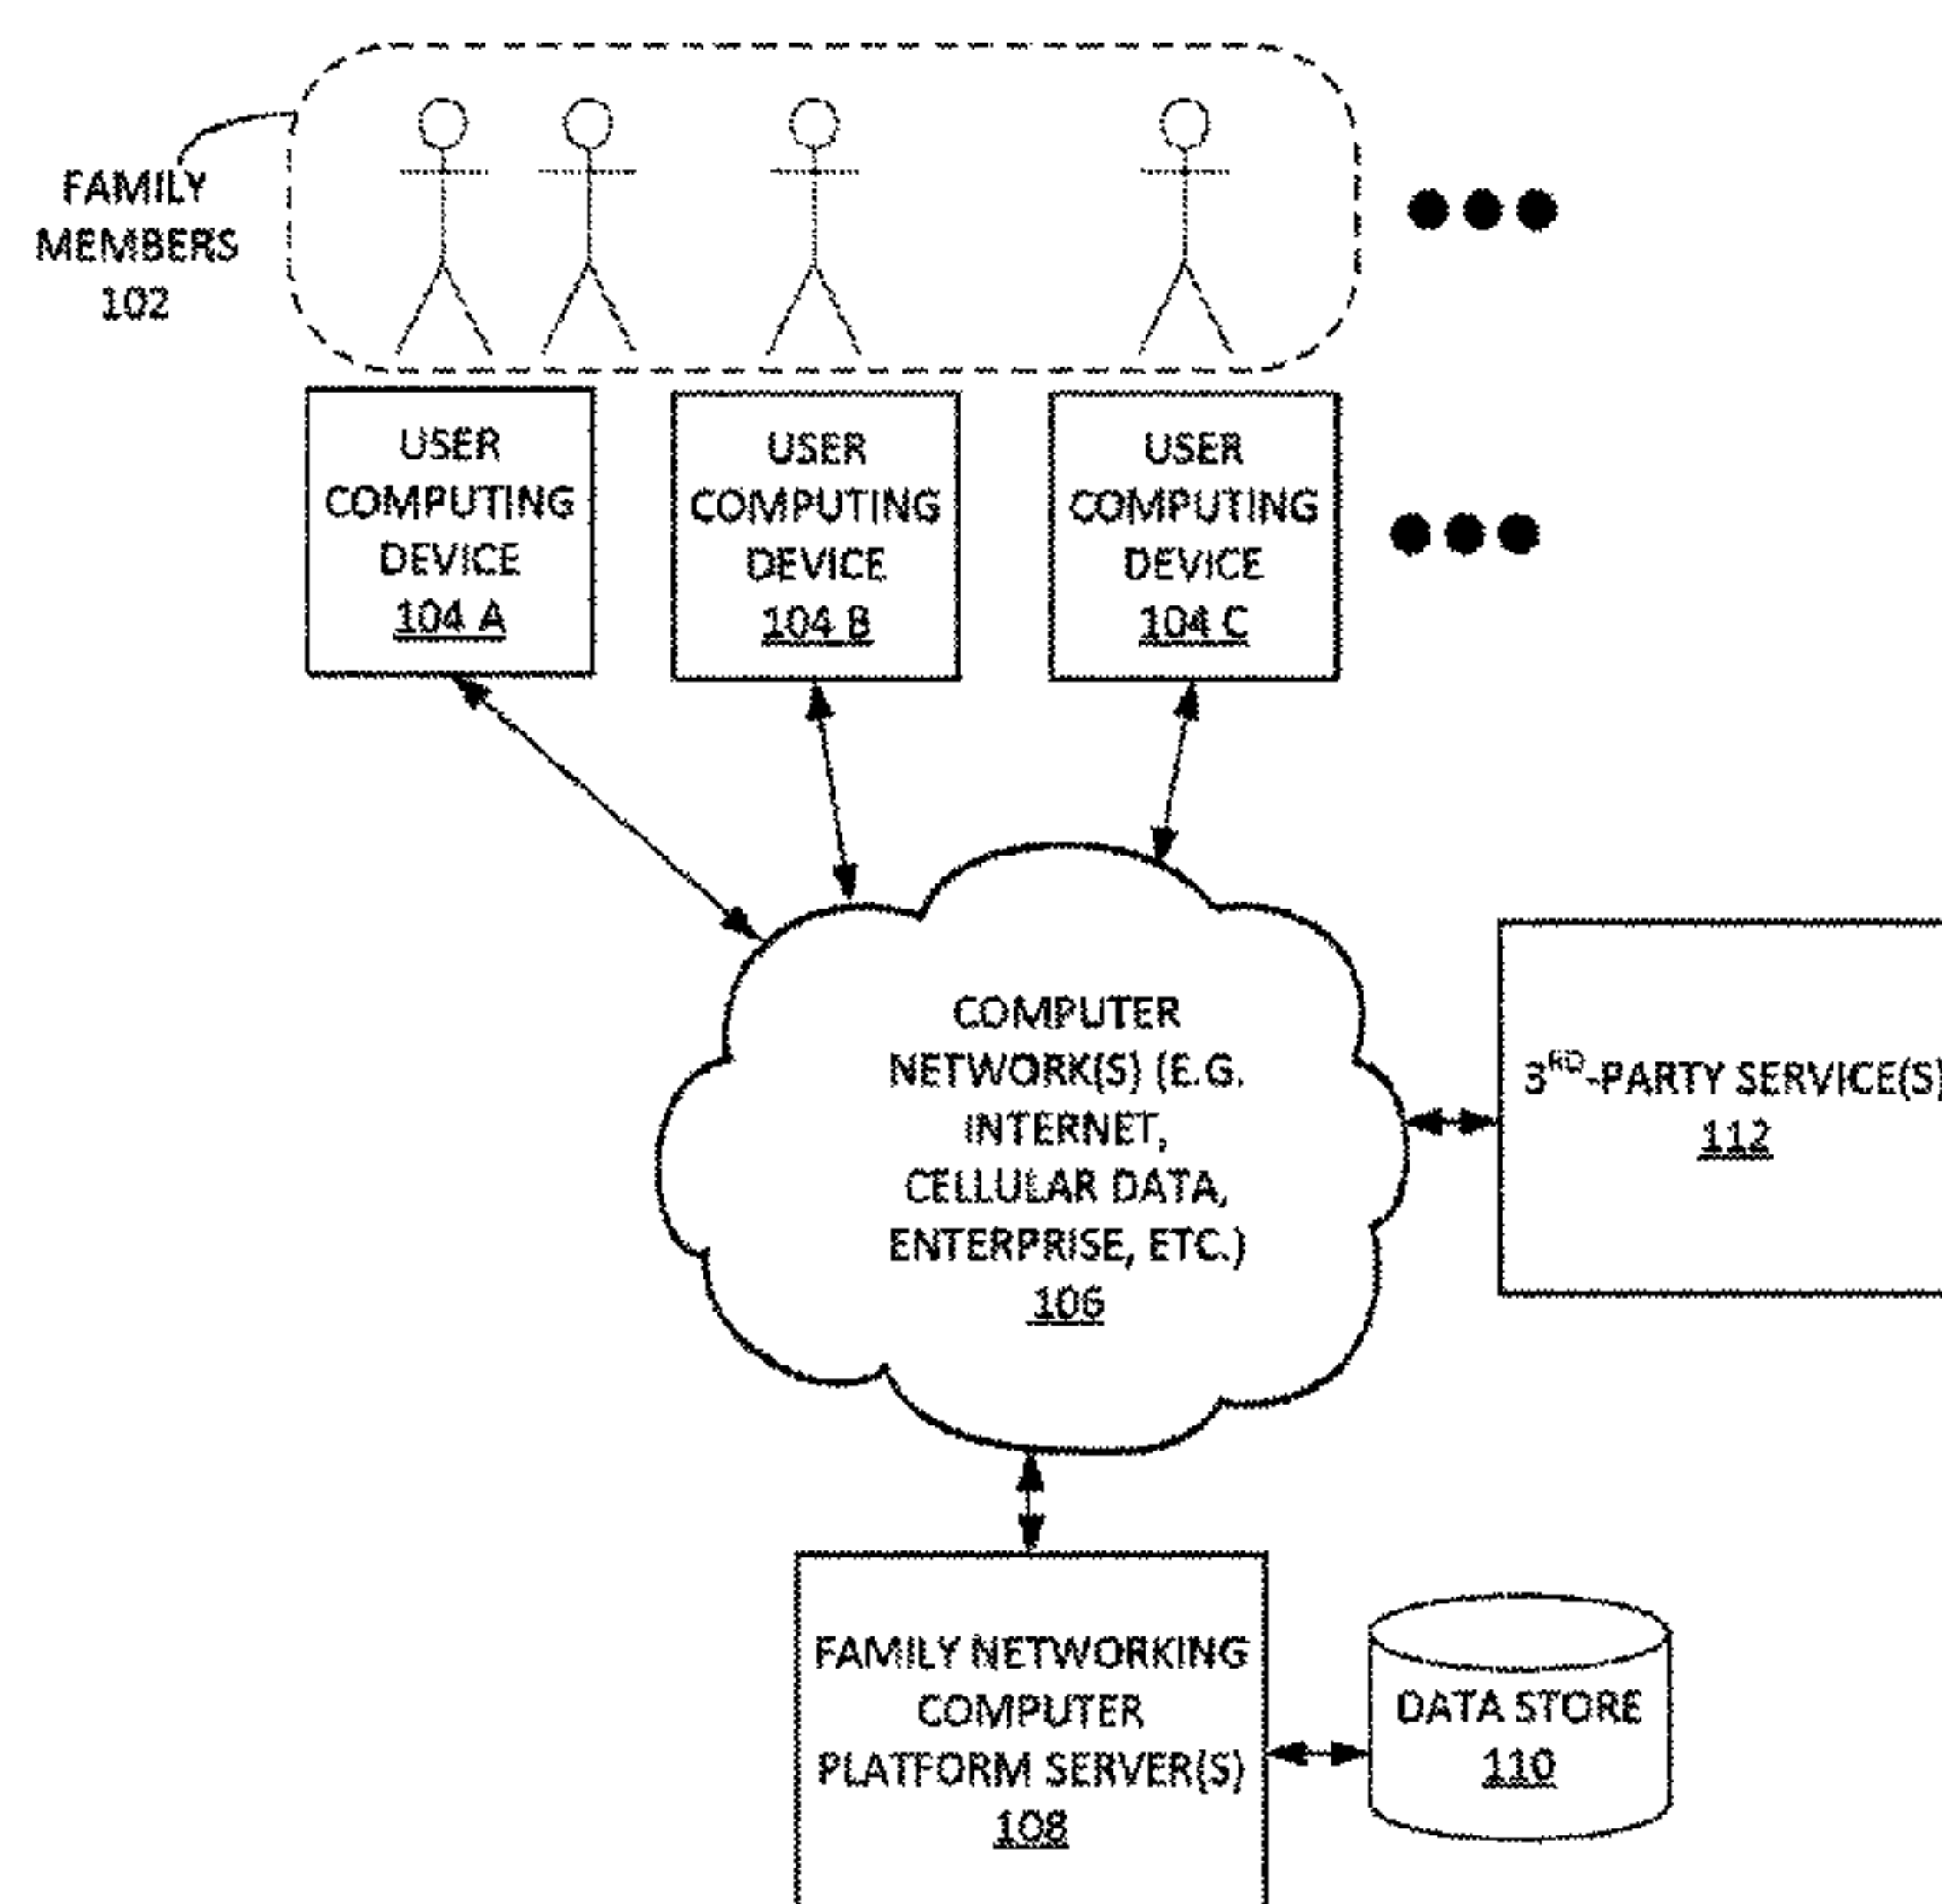 FAMILY
MEMBERS
102
USER
COMPUTING
DEVICE
104 A
USER
COMPUTING
DEVICE
104 B
USER
COMPUTING
DEVICE
104 C
COMPUTER
NETWORK(S) (E.G.
INTERNET,
CELLULAR DATA,
ENTERPRISE, ETC.)
106
3RD-PARTY SERVICE(S)
112
FAMILY NETWORKING
COMPUTER
PLATFORM SERVER(S)
108
DATA STORE
110